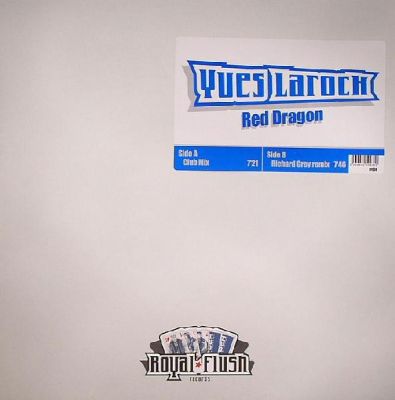 Yves Laroch
Red Dragon
Side A
Club Mix 7'21
Side B
Richard Grey remix 7'46
Royal Flush
records